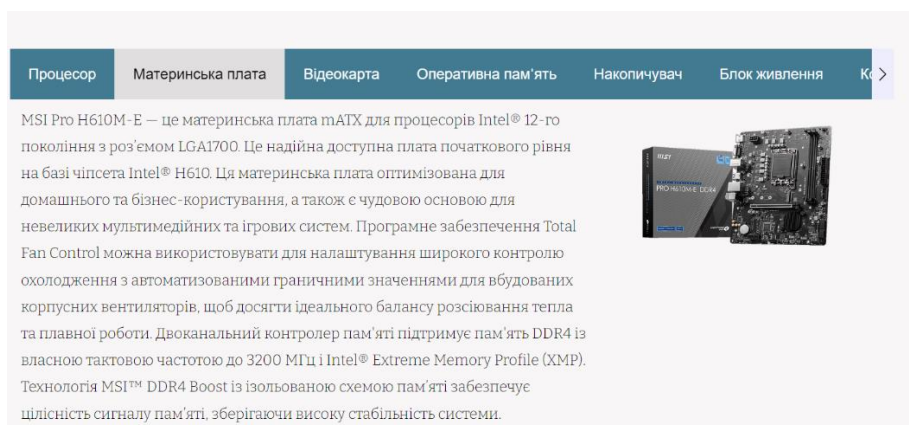 Процесор Материнська плата Відеокарта Оперативна пам'ять Накопичувач Блок живлення
MSI Pro H610M-E — це материнська плата mATX для процесорів Intel® 12-го
покоління з роз'ємом LGA1700. Це надійна доступна плата початкового рівня
на базі чіпсета Intel® H610. Ця материнська плата оптимізована для
домашнього та бізнес-користування, а також є чудовою основою для
невеликих мультимедійних та ігрових систем. Програмне забезпечення Total
Fan Control можна використовувати для налаштування широкого контролю
охолодження з автоматизованими граничними значеннями для вбудованих
корпусних вентиляторів, щоб досягти ідеального балансу розсіювання тепла
та плавної роботи. Двоканальний контролер пам'яті підтримує пам'ять DDR4 із
власною тактовою частотою до 3200 МГц і Intel® Extreme Memory Profile (XMP).
Технологія MSI™ DDR4 Boost із ізольованою схемою пам'яті забезпечує
цілісність сигналу пам'яті, зберігаючи високу стабільність системи.
PRO H610M-E DDR4